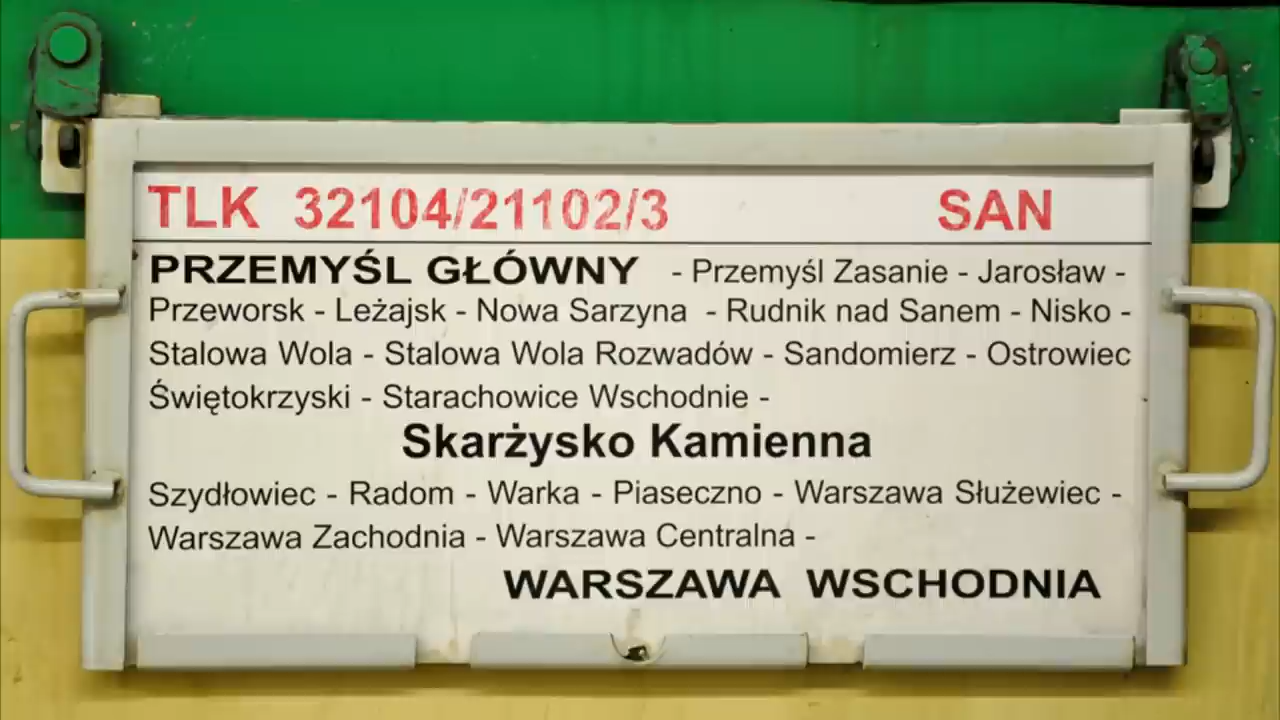 TLK 32104/21102/3 SAN
PRZEMYŚL GŁÓWNY - Przemyśl Zasanie - Jarosław -
Przeworsk - Leżajsk - Nowa Sarzyna - Rudnik nad Sanem - Nisko -
Stalowa Wola - Stalowa Wola Rozwadów - Sandomierz - Ostrowiec
Świętokrzyski - Starachowice Wschodnie -
Skarżysko Kamienna
Szydłowiec - Radom - Warka - Piaseczno - Warszawa Służewiec -
Warszawa Zachodnia - Warszawa Centralna -
WARSZAWA WSCHODNIA